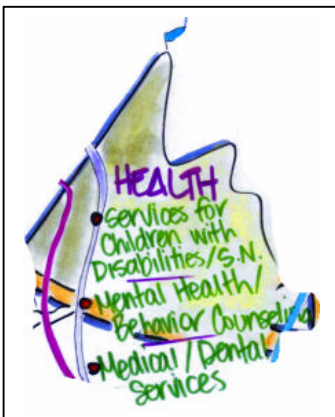 HEALTH
services for
Children with
Disabilities/S.N.
Mental Health/
Behavior Counseling
Medical/Dental
Services